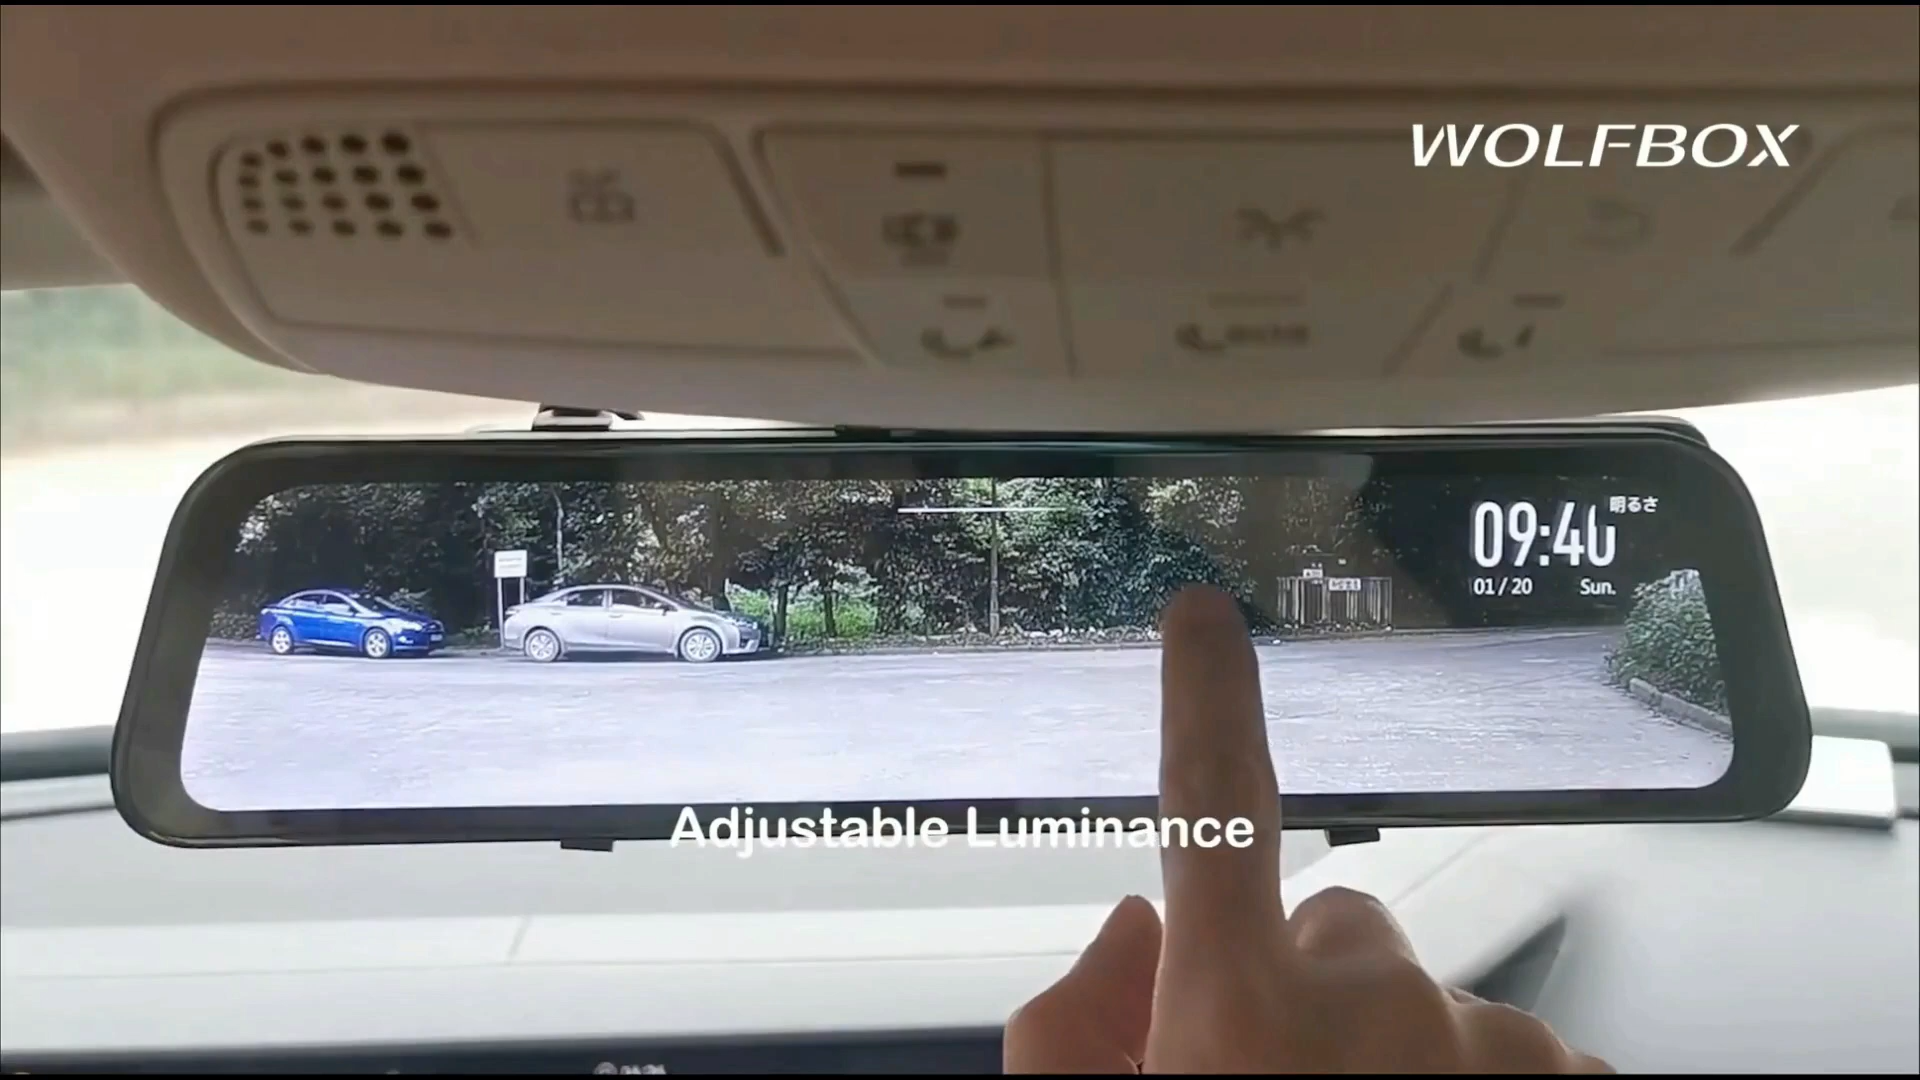 WOLFBOX
09:40
明るさ
01/20 Sun.
Adjustable Luminance